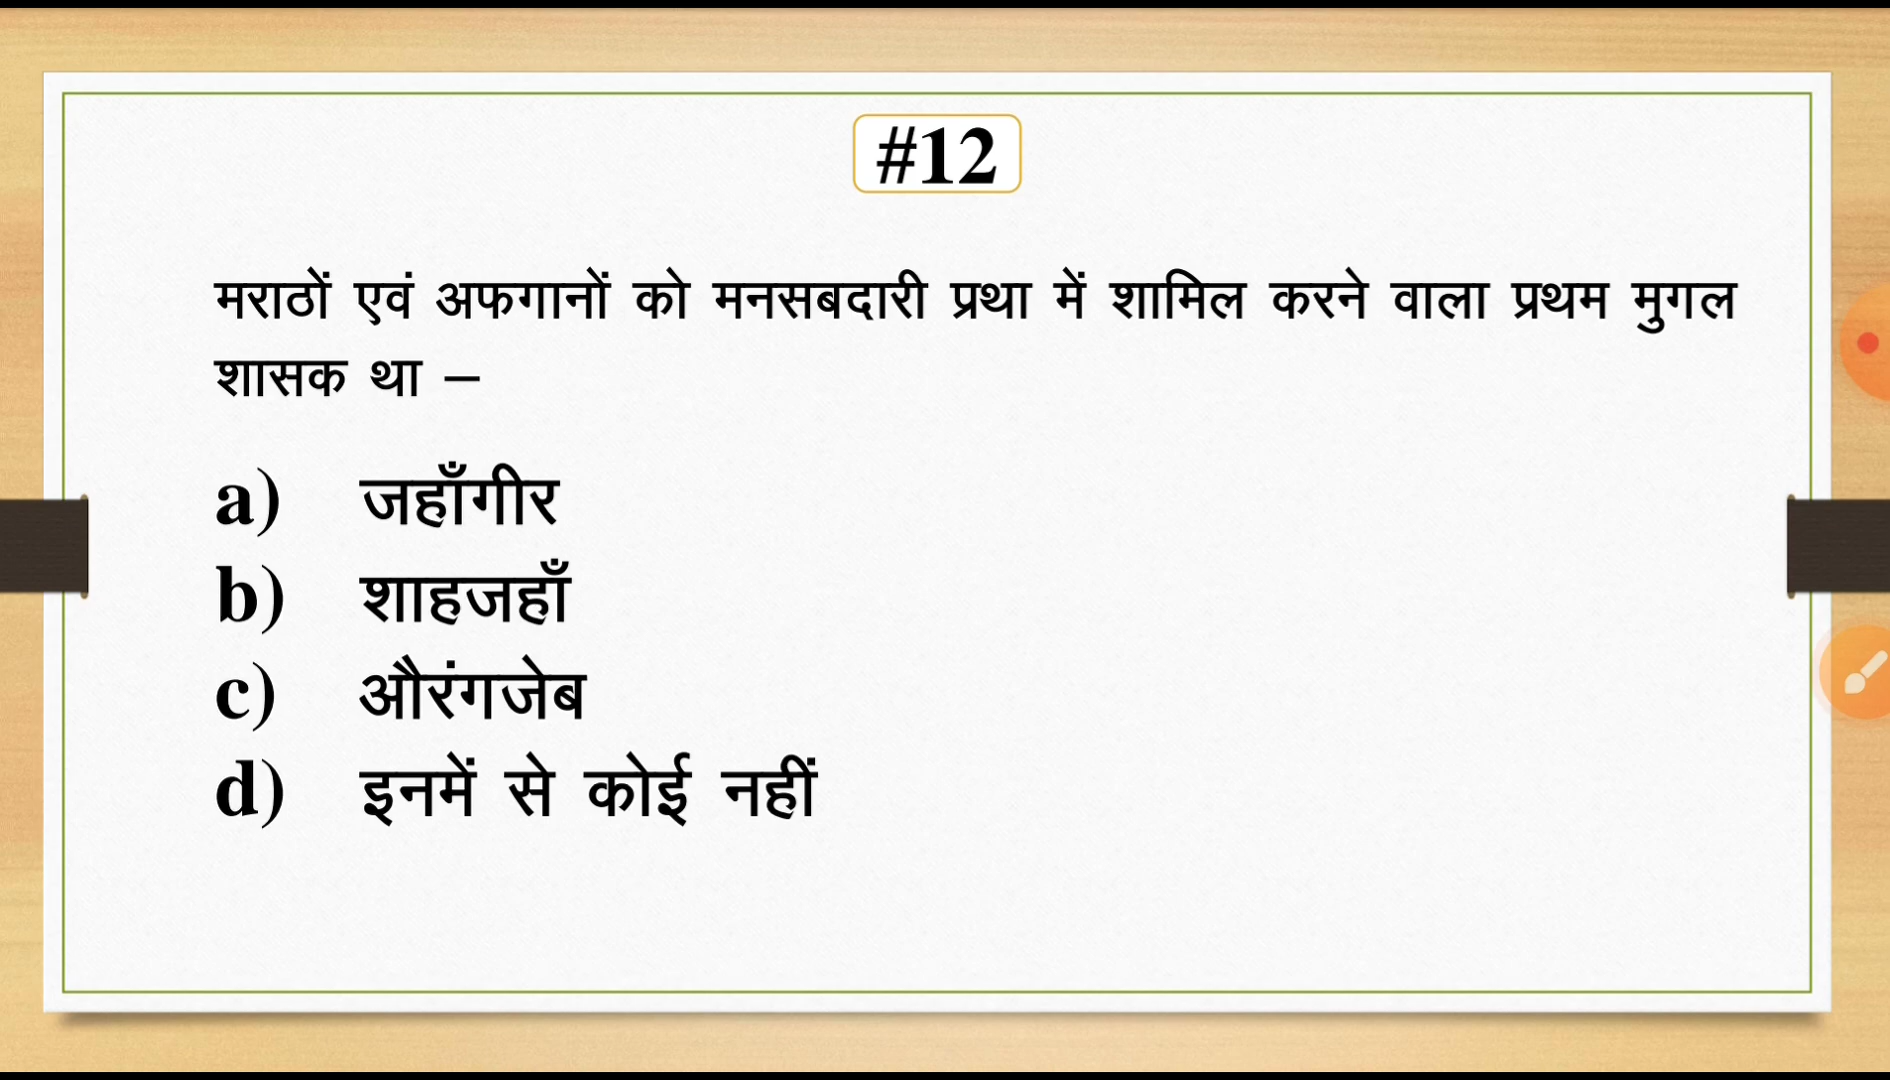 #12
मराठों एवं अफगानों को मनसबदारी प्रथा में शामिल करने वाला प्रथम मुगल
शासक था –
a) जहाँगीर
b) शाहजहाँ
c) औरंगजेब
d) इनमें से कोई नहीं